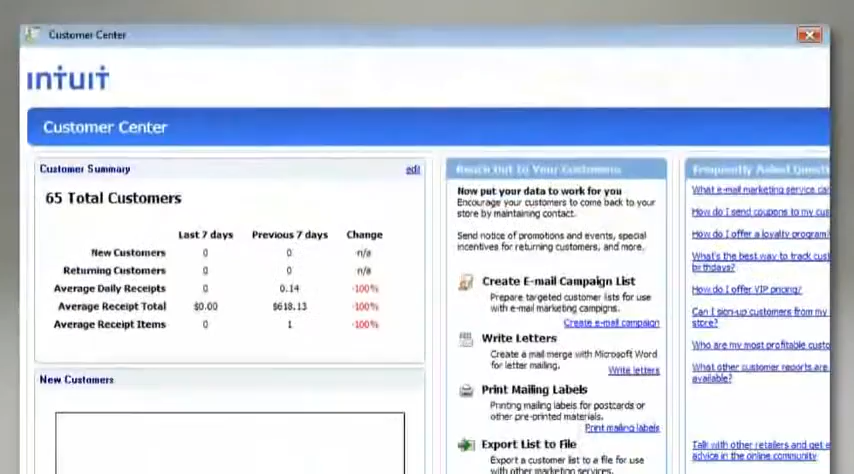 Customer Center
intuit
Customer Center
Customer Summary
edit
65 Total Customers
Last 7 days Previous 7 days Change
New Customers 0 0 n/a
Returning Customers 0 0 n/a
Average Daily Receipts 0 0.14 -100%
Average Receipt Total $0.00 $618.13 -100%
Average Receipt Items 0 1 -100%
New Customers
Reach Out to Your Customers
Now put your data to work for you
Encourage your customers to come back to your
store by maintaining contact.
Send notice of promotions and events, special
incentives for returning customers, and more.
Create E-mail Campaign List
Prepare targeted customer lists for use
with e-mail marketing campaigns.
Create e-mail campaign
Write Letters
Create a mail merge with Microsoft Word
for letter mailing.
Write letters
Print Mailing Labels
Printing mailing labels for postcards or
other pre-printed materials.
Print mailing labels
Export List to File
Export a customer list to a file for use
with other marketing services.
Frequently Asked Quest
What e-mail marketing service ca
How do I send coupons to my cus
How do I offer a loyalty program?
What's the best way to track cust
birthdays?
How do I offer VIP pricing?
Can I sign-up customers from my
store?
Who are my most profitable custo
What other customer reports are
available?
Talk with other retailers and get e
advice in the online community